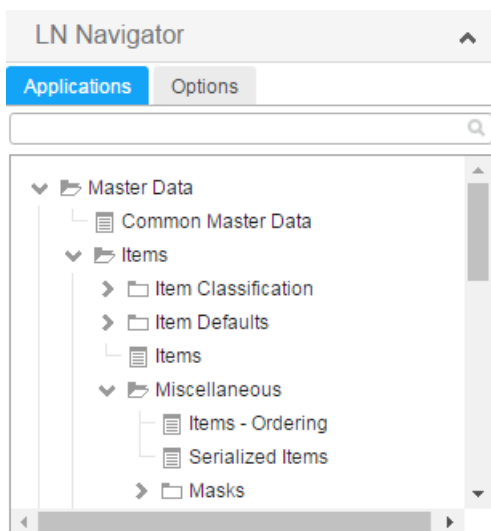 LN Navigator
Applications Options
Master Data
Common Master Data
Items
Item Classification
Item Defaults
Items
Miscellaneous
Items - Ordering
Serialized Items
Masks